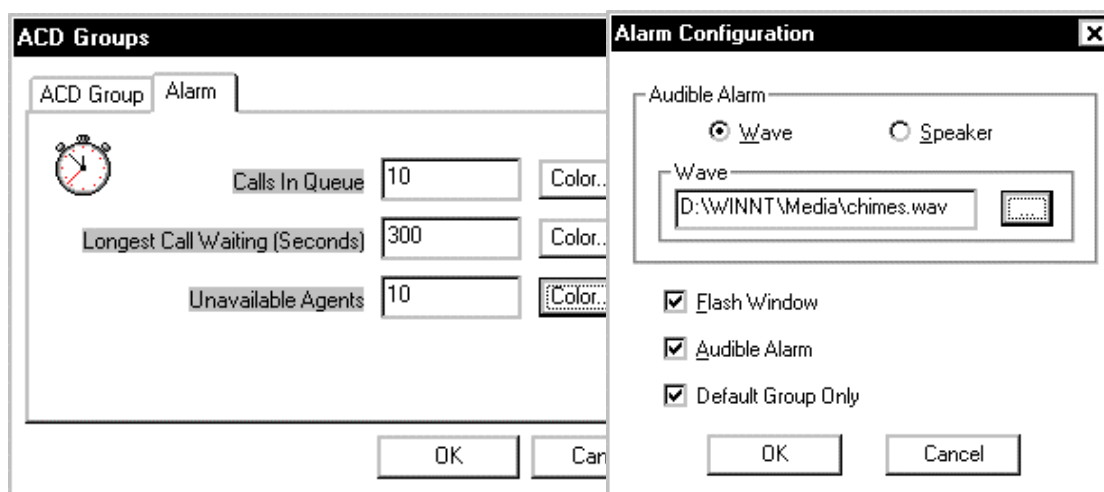 ACD Groups
ACD Group Alarm
Calls In Queue 10 Color..
Longest Call Waiting (Seconds) 300 Color..
Unavailable Agents 10 Color..
OK Can
Alarm Configuration
Audible Alarm
Wave Speaker
Wave
D:\WINNT\Media\chimes.wav ...
Flash Window
Audible Alarm
Default Group Only
OK Cancel